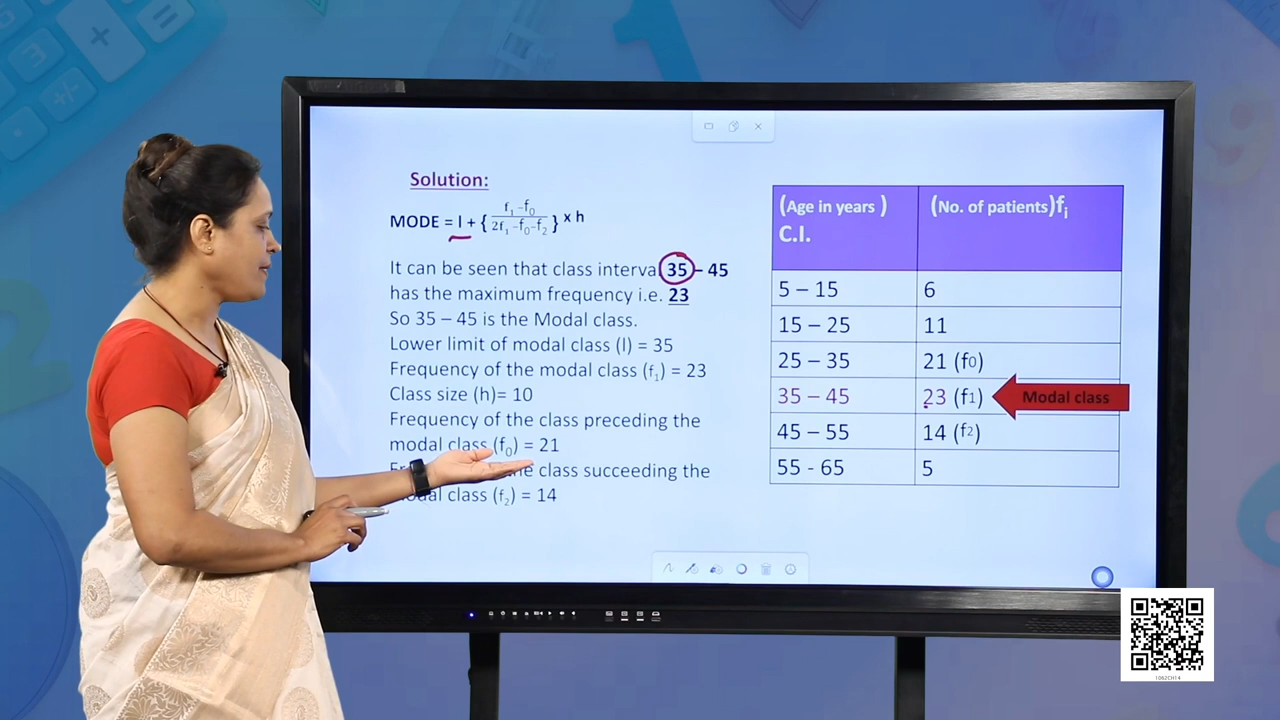 Solution:
MODE = l + { f₁ -f₀ / 2f₁ -f₀-f₂ } x h
It can be seen that class interva 35 – 45
has the maximum frequency i.e. 23
So 35 – 45 is the Modal class.
Lower limit of modal class (l) = 35
Frequency of the modal class (f₁) = 23
Class size (h)= 10
Frequency of the class preceding the
modal class (f₀) = 21
class succeeding the
class (f₂) = 14
(Age in years ) C.I. (No. of patients)fᵢ
5 – 15 6
15 – 25 11
25 – 35 21 (f0)
35 – 45 23 (f1) Modal class
45 – 55 14 (f2)
55 - 65 5
1062CH14